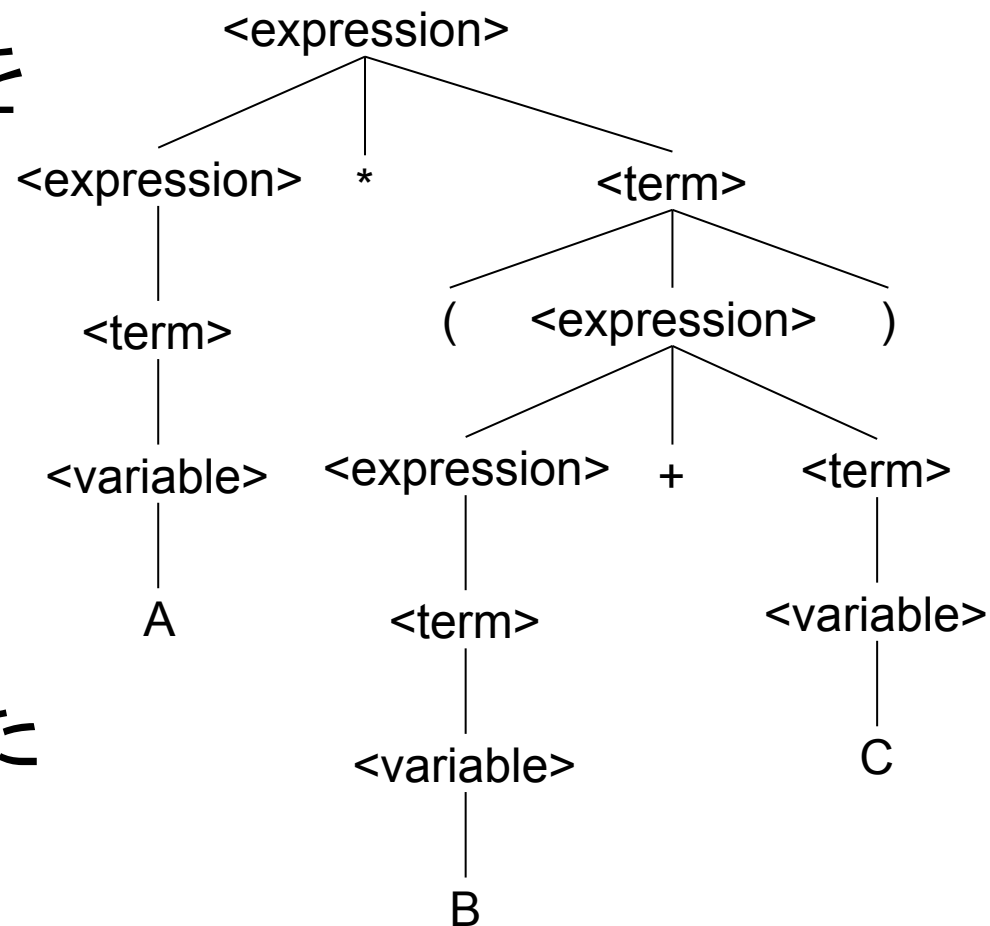 <expression>
<expression> * <term>
<term> ( <expression> )
<variable> <expression> + <term>
A <term> <variable>
<variable> C
B